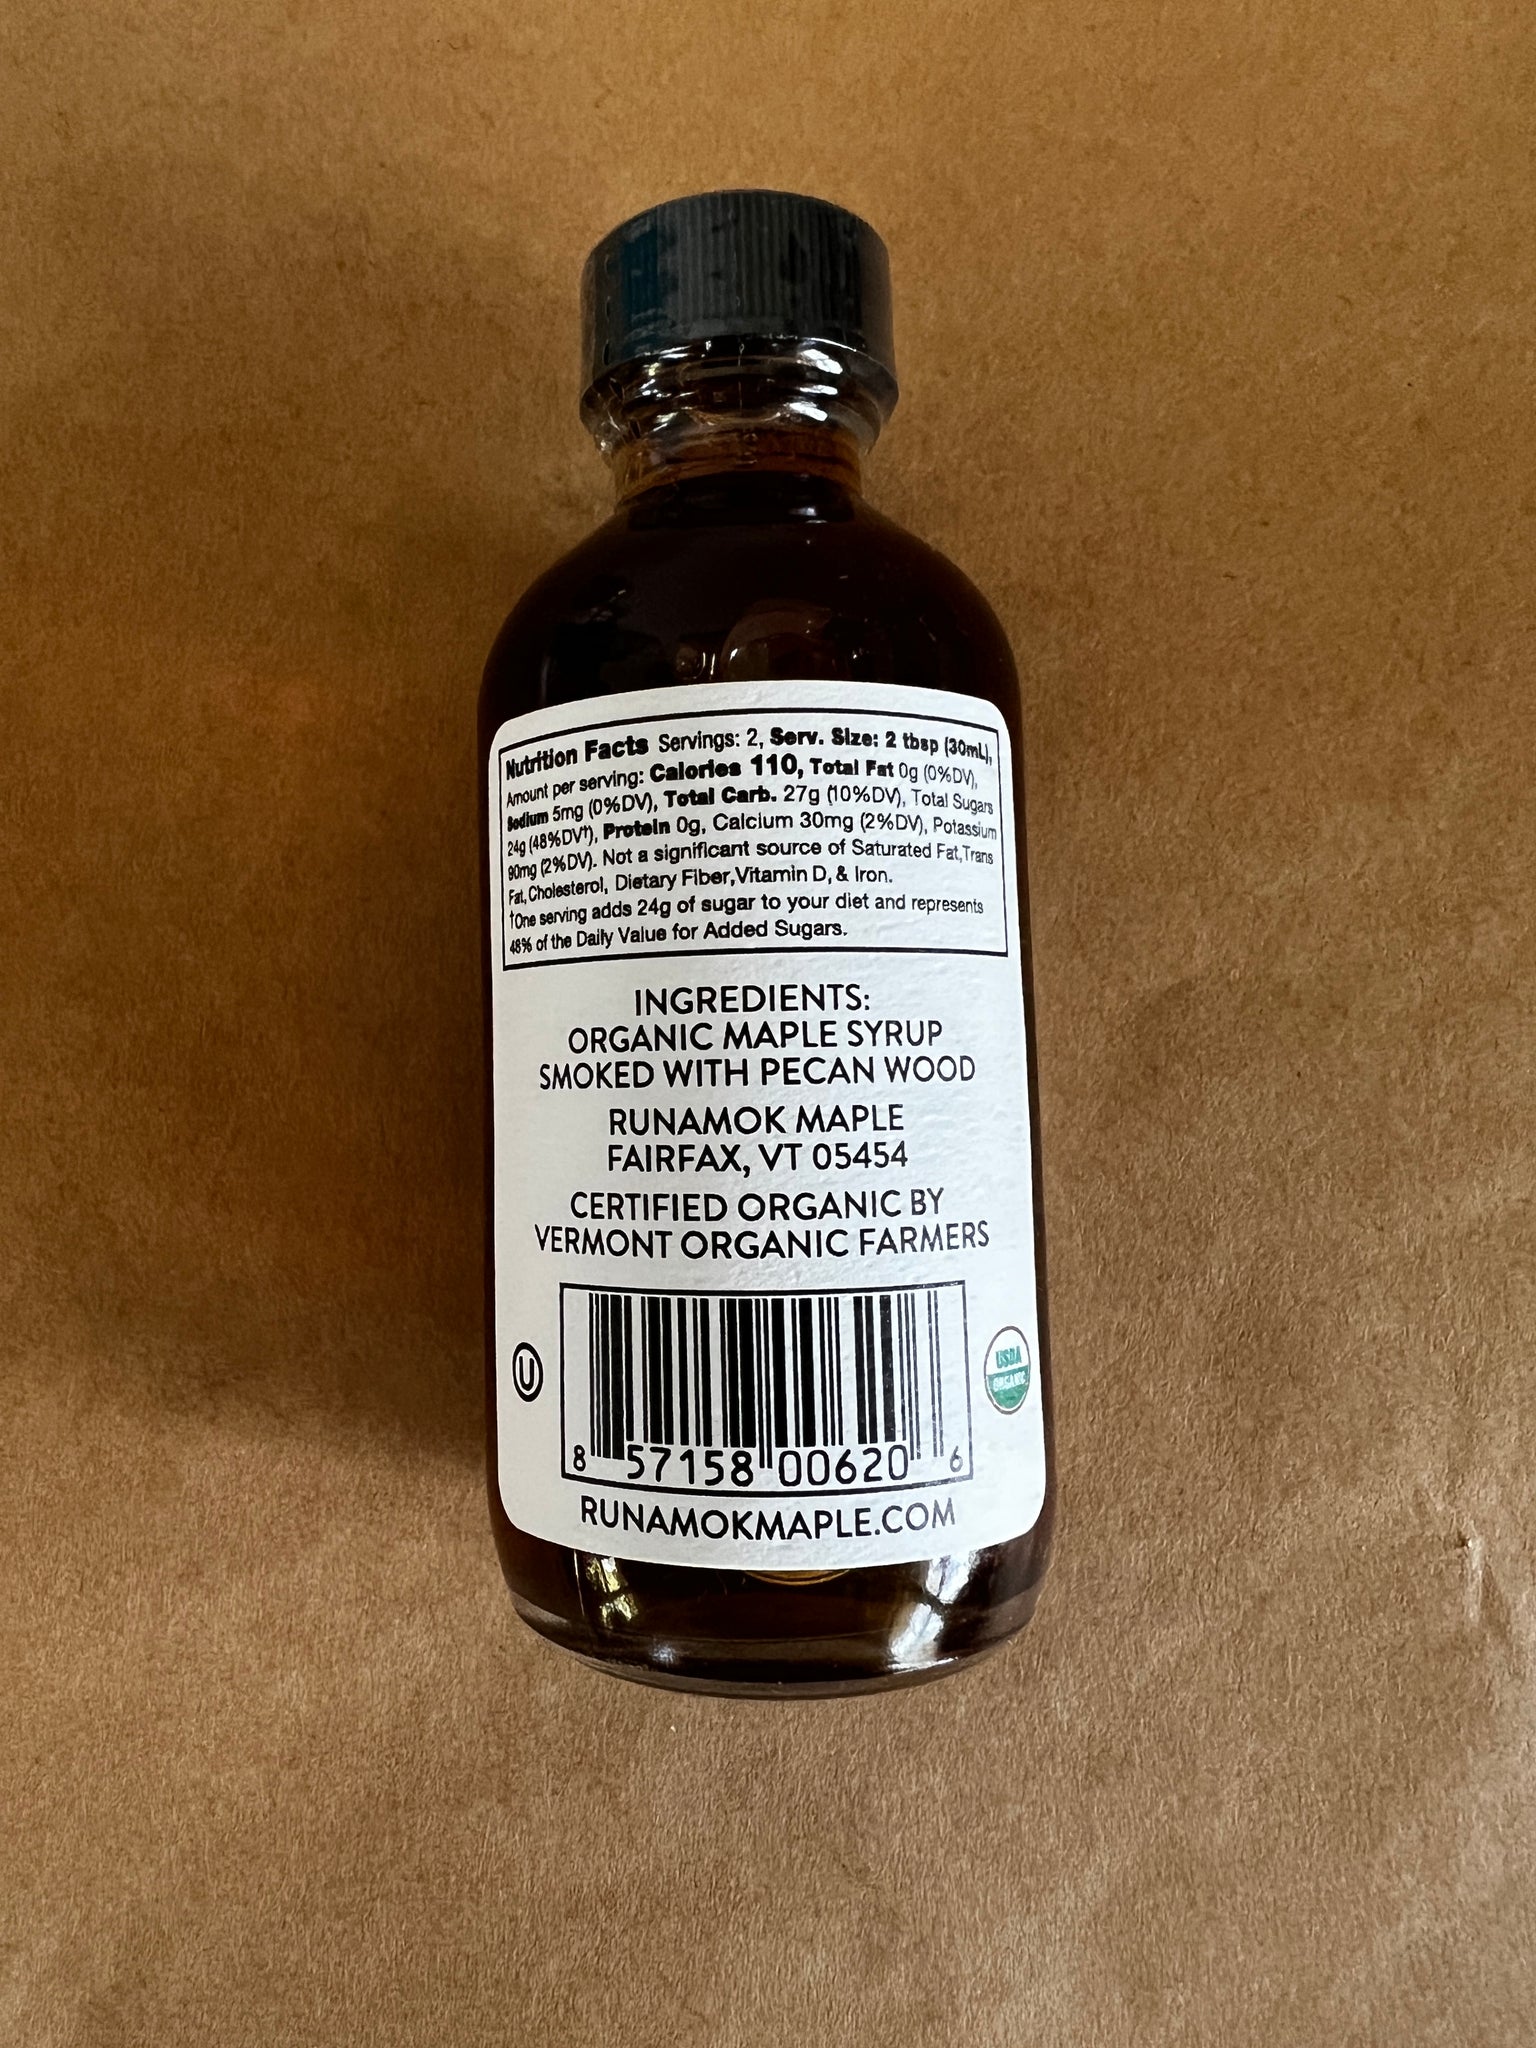 Nutrition Facts Servings: 2, Serv. Size: 2 tbsp (30mL),
Amount per serving: Calories 110, Total Fat 0g (0%DV),
Sodium 5mg (0%DV), Total Carb. 27g (10%DV), Total Sugars
24g (48%DV†), Protein 0g, Calcium 30mg (2%DV), Potassium
90mg (2%DV). Not a significant source of Saturated Fat,Trans
Fat, Cholesterol, Dietary Fiber,Vitamin D, & Iron.
†One serving adds 24g of sugar to your diet and represents
48% of the Daily Value for Added Sugars.
INGREDIENTS:
ORGANIC MAPLE SYRUP
SMOKED WITH PECAN WOOD
RUNAMOK MAPLE
FAIRFAX, VT 05454
CERTIFIED ORGANIC BY
VERMONT ORGANIC FARMERS
U
USDA
ORGANIC
8 57158 00620 6
RUNAMOKMAPLE.COM